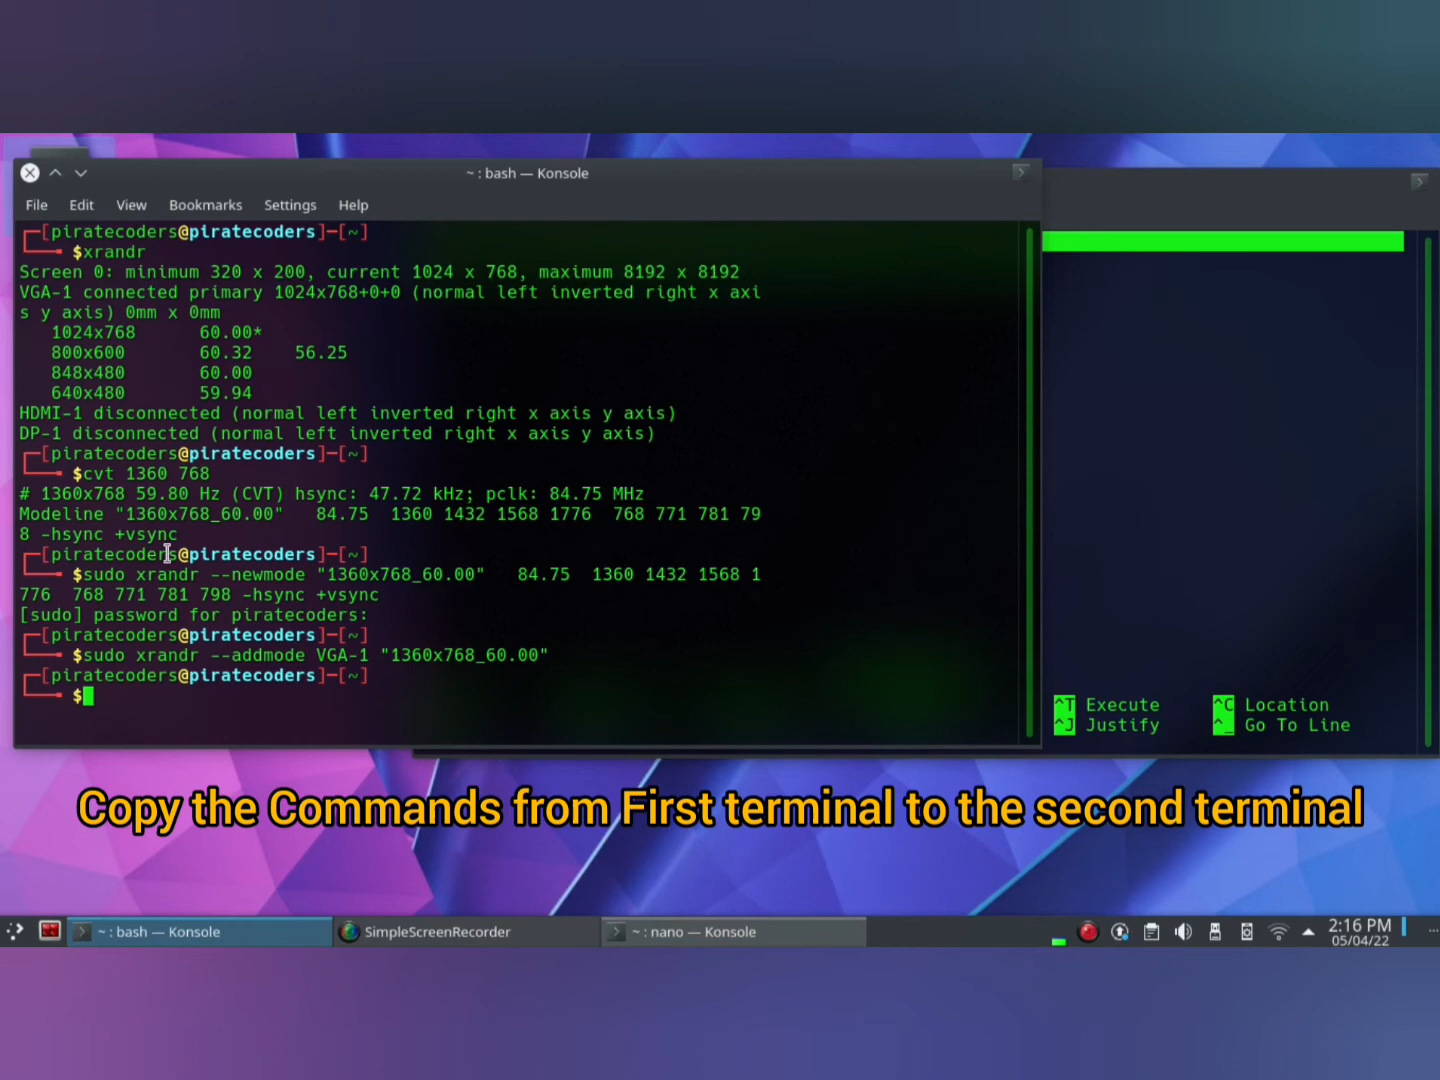 ~ : bash — Konsole
File Edit View Bookmarks Settings Help
┌─[piratecoders@piratecoders]─[~]
└──╼ $xrandr
Screen 0: minimum 320 x 200, current 1024 x 768, maximum 8192 x 8192
VGA-1 connected primary 1024x768+0+0 (normal left inverted right x axi
s y axis) 0mm x 0mm
1024x768 60.00*
800x600 60.32 56.25
848x480 60.00
640x480 59.94
HDMI-1 disconnected (normal left inverted right x axis y axis)
DP-1 disconnected (normal left inverted right x axis y axis)
┌─[piratecoders@piratecoders]─[~]
└──╼ $cvt 1360 768
# 1360x768 59.80 Hz (CVT) hsync: 47.72 kHz; pclk: 84.75 MHz
Modeline "1360x768_60.00" 84.75 1360 1432 1568 1776 768 771 781 79
8 -hsync +vsync
┌─[piratecoders@piratecoders]─[~]
└──╼ $sudo xrandr --newmode "1360x768_60.00" 84.75 1360 1432 1568 1
776 768 771 781 798 -hsync +vsync
[sudo] password for piratecoders:
┌─[piratecoders@piratecoders]─[~]
└──╼ $sudo xrandr --addmode VGA-1 "1360x768_60.00"
┌─[piratecoders@piratecoders]─[~]
└──╼ $
^T Execute ^C Location
^J Justify ^_ Go To Line
Copy the Commands from First terminal to the second terminal
~ : bash — Konsole SimpleScreenRecorder ~ : nano — Konsole 2:16 PM
05/04/22